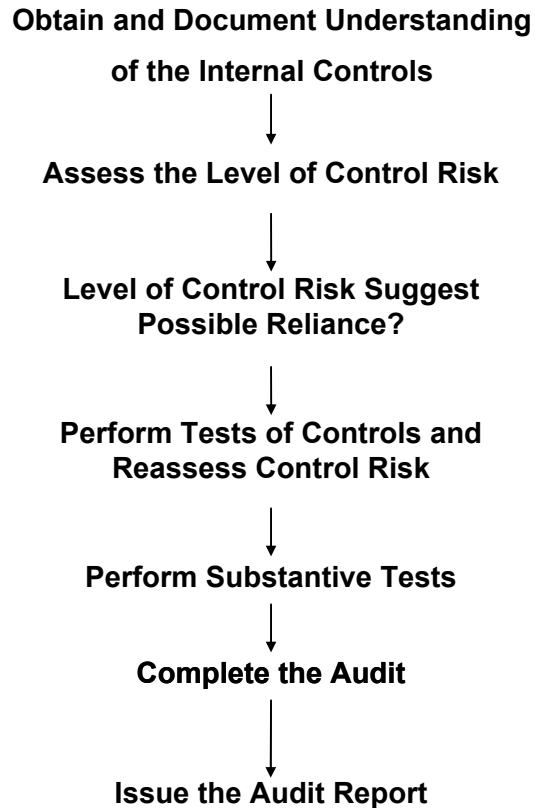 Obtain and Document Understanding
of the Internal Controls
Assess the Level of Control Risk
Level of Control Risk Suggest
Possible Reliance?
Perform Tests of Controls and
Reassess Control Risk
Perform Substantive Tests
Complete the Audit
Issue the Audit Report